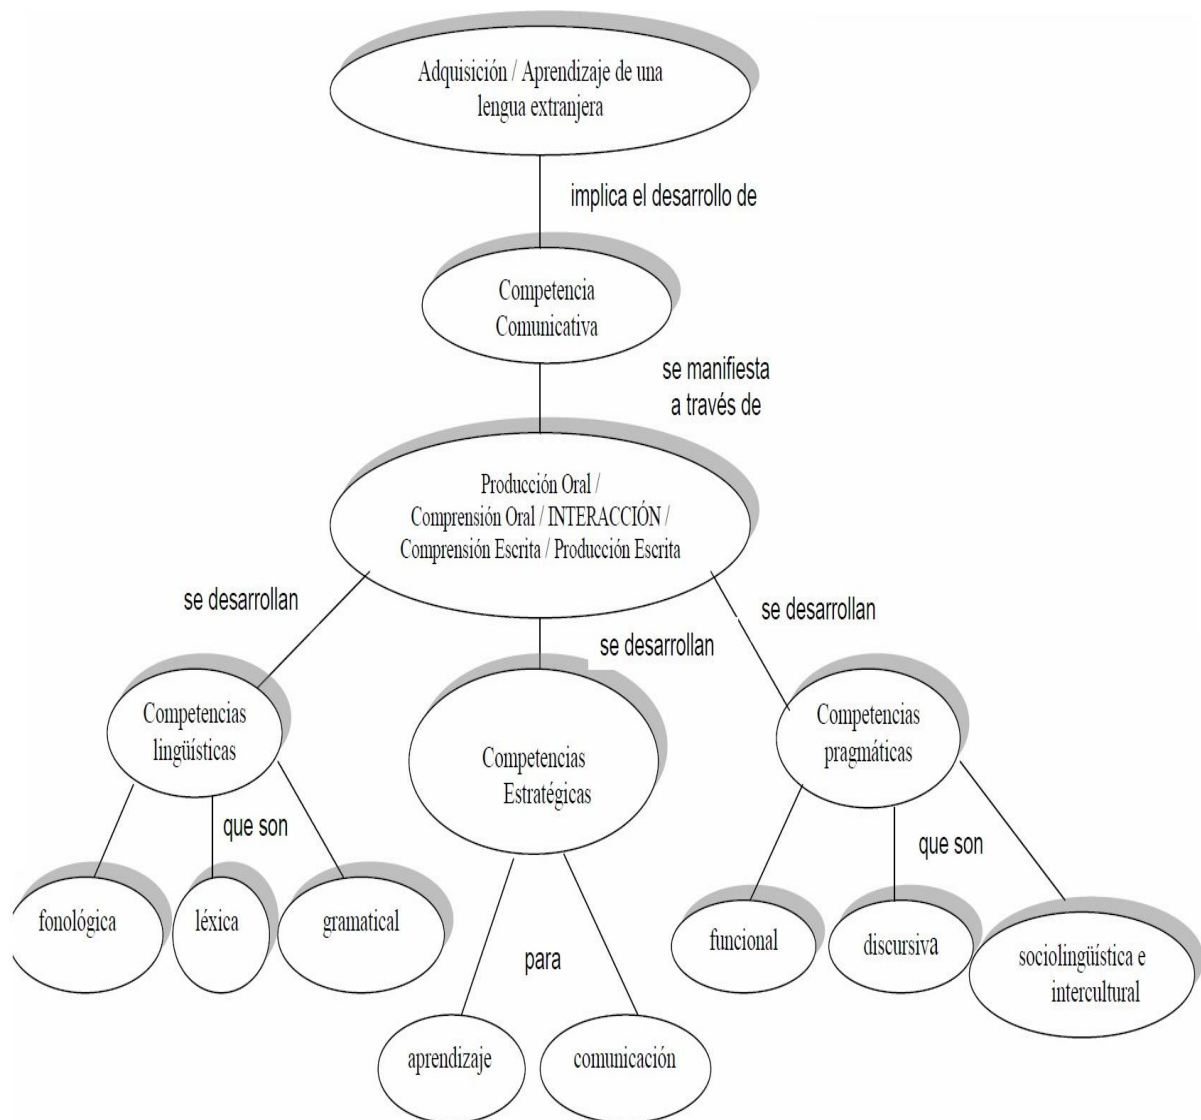 Adquisición / Aprendizaje de una
lengua extranjera
implica el desarrollo de
Competencia
Comunicativa
se manifiesta
a través de
Producción Oral /
Comprensión Oral / INTERACCIÓN /
Comprensión Escrita / Producción Escrita
se desarrollan
se desarrollan
se desarrollan
Competencias
lingüísticas
Competencias
Estratégicas
Competencias
pragmáticas
que son
que son
fonológica
léxica
gramatical
funcional
discursiva
sociolingüística e
intercultural
para
aprendizaje
comunicación